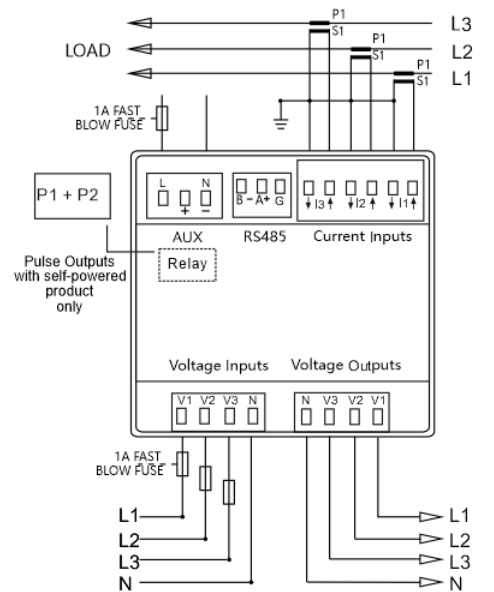 P1 L3
S1
LOAD P1 L2
S1
P1 L1
S1
1A FAST
BLOW FUSE
P1 + P2
L N
+ −
B − A+ G
↓ I3 ↑ ↓ I2 ↑ ↓ I1 ↑
AUX RS485 Current Inputs
Pulse Outputs
with self-powered
product
only
Relay
Voltage Inputs Voltage Outputs
V1 V2 V3 N N V3 V2 V1
1A FAST
BLOW FUSE
L1 L1
L2 L2
L3 L3
N N